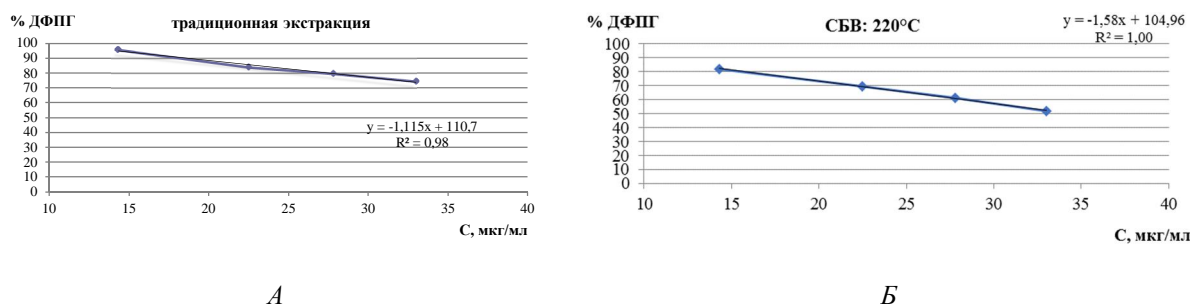 % ДФПГ
традиционная экстракция
100
90
80
70
60
50
40
30
20
10
0
y = -1,115x + 110,7
R² = 0,98
10 15 20 25 30 35 40
С, мкг/мл
А
% ДФПГ
СБВ: 220°С
y = -1,58x + 104,96
R² = 1,00
100
90
80
70
60
50
40
30
20
10
0
10 15 20 25 30 35 40
С, мкг/мл
Б